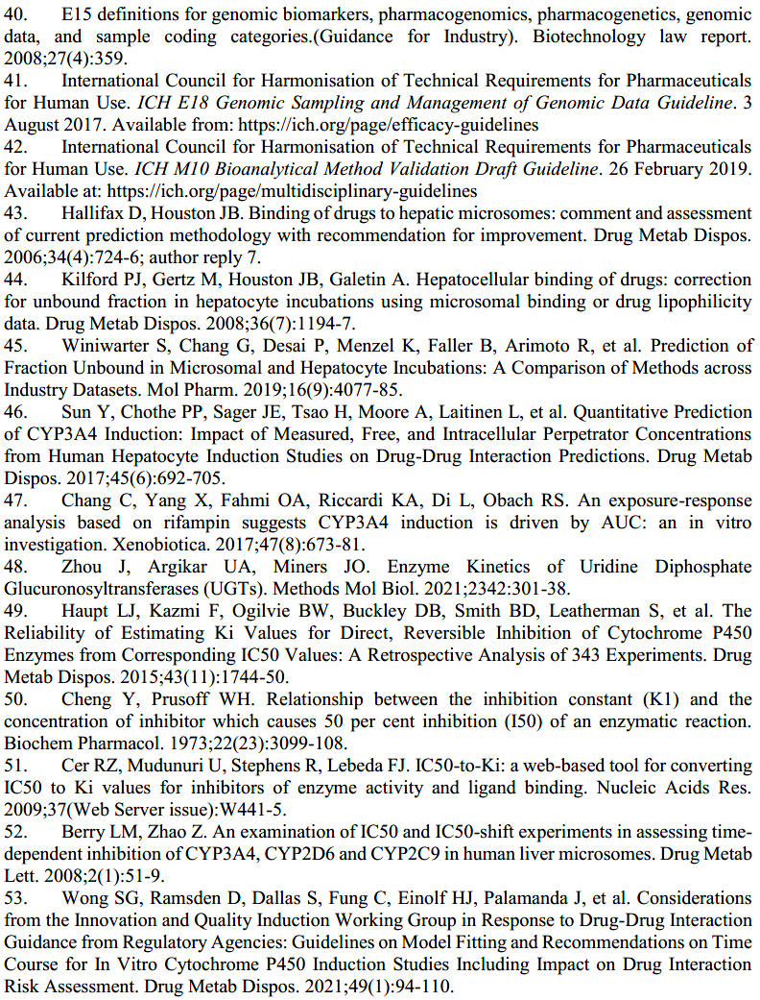 40. E15 definitions for genomic biomarkers, pharmacogenomics, pharmacogenetics, genomic
data, and sample coding categories.(Guidance for Industry). Biotechnology law report.
2008;27(4):359.
41. International Council for Harmonisation of Technical Requirements for Pharmaceuticals
for Human Use. ICH E18 Genomic Sampling and Management of Genomic Data Guideline. 3
August 2017. Available from: https://ich.org/page/efficacy-guidelines
42. International Council for Harmonisation of Technical Requirements for Pharmaceuticals
for Human Use. ICH M10 Bioanalytical Method Validation Draft Guideline. 26 February 2019.
Available at: https://ich.org/page/multidisciplinary-guidelines
43. Hallifax D, Houston JB. Binding of drugs to hepatic microsomes: comment and assessment
of current prediction methodology with recommendation for improvement. Drug Metab Dispos.
2006;34(4):724-6; author reply 7.
44. Kilford PJ, Gertz M, Houston JB, Galetin A. Hepatocellular binding of drugs: correction
for unbound fraction in hepatocyte incubations using microsomal binding or drug lipophilicity
data. Drug Metab Dispos. 2008;36(7):1194-7.
45. Winiwarter S, Chang G, Desai P, Menzel K, Faller B, Arimoto R, et al. Prediction of
Fraction Unbound in Microsomal and Hepatocyte Incubations: A Comparison of Methods across
Industry Datasets. Mol Pharm. 2019;16(9):4077-85.
46. Sun Y, Chothe PP, Sager JE, Tsao H, Moore A, Laitinen L, et al. Quantitative Prediction
of CYP3A4 Induction: Impact of Measured, Free, and Intracellular Perpetrator Concentrations
from Human Hepatocyte Induction Studies on Drug-Drug Interaction Predictions. Drug Metab
Dispos. 2017;45(6):692-705.
47. Chang C, Yang X, Fahmi OA, Riccardi KA, Di L, Obach RS. An exposure-response
analysis based on rifampin suggests CYP3A4 induction is driven by AUC: an in vitro
investigation. Xenobiotica. 2017;47(8):673-81.
48. Zhou J, Argikar UA, Miners JO. Enzyme Kinetics of Uridine Diphosphate
Glucuronosyltransferases (UGTs). Methods Mol Biol. 2021;2342:301-38.
49. Haupt LJ, Kazmi F, Ogilvie BW, Buckley DB, Smith BD, Leatherman S, et al. The
Reliability of Estimating Ki Values for Direct, Reversible Inhibition of Cytochrome P450
Enzymes from Corresponding IC50 Values: A Retrospective Analysis of 343 Experiments. Drug
Metab Dispos. 2015;43(11):1744-50.
50. Cheng Y, Prusoff WH. Relationship between the inhibition constant (K1) and the
concentration of inhibitor which causes 50 per cent inhibition (I50) of an enzymatic reaction.
Biochem Pharmacol. 1973;22(23):3099-108.
51. Cer RZ, Mudunuri U, Stephens R, Lebeda FJ. IC50-to-Ki: a web-based tool for converting
IC50 to Ki values for inhibitors of enzyme activity and ligand binding. Nucleic Acids Res.
2009;37(Web Server issue):W441-5.
52. Berry LM, Zhao Z. An examination of IC50 and IC50-shift experiments in assessing time-
dependent inhibition of CYP3A4, CYP2D6 and CYP2C9 in human liver microsomes. Drug Metab
Lett. 2008;2(1):51-9.
53. Wong SG, Ramsden D, Dallas S, Fung C, Einolf HJ, Palamanda J, et al. Considerations
from the Innovation and Quality Induction Working Group in Response to Drug-Drug Interaction
Guidance from Regulatory Agencies: Guidelines on Model Fitting and Recommendations on Time
Course for In Vitro Cytochrome P450 Induction Studies Including Impact on Drug Interaction
Risk Assessment. Drug Metab Dispos. 2021;49(1):94-110.